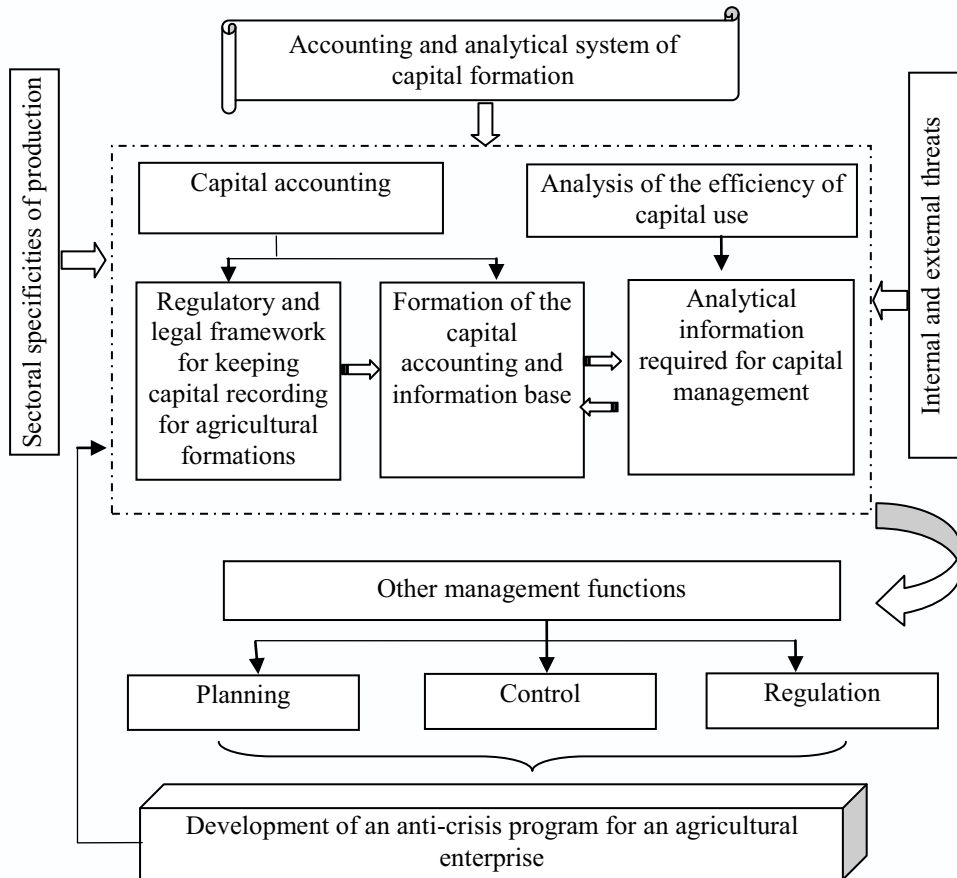 Accounting and analytical system of
capital formation
Sectoral specificities of production
Internal and external threats
Capital accounting
Analysis of the efficiency of
capital use
Regulatory and
legal framework
for keeping
capital recording
for agricultural
formations
Formation of the
capital
accounting and
information base
Analytical
information
required for capital
management
Other management functions
Planning
Control
Regulation
Development of an anti-crisis program for an agricultural
enterprise